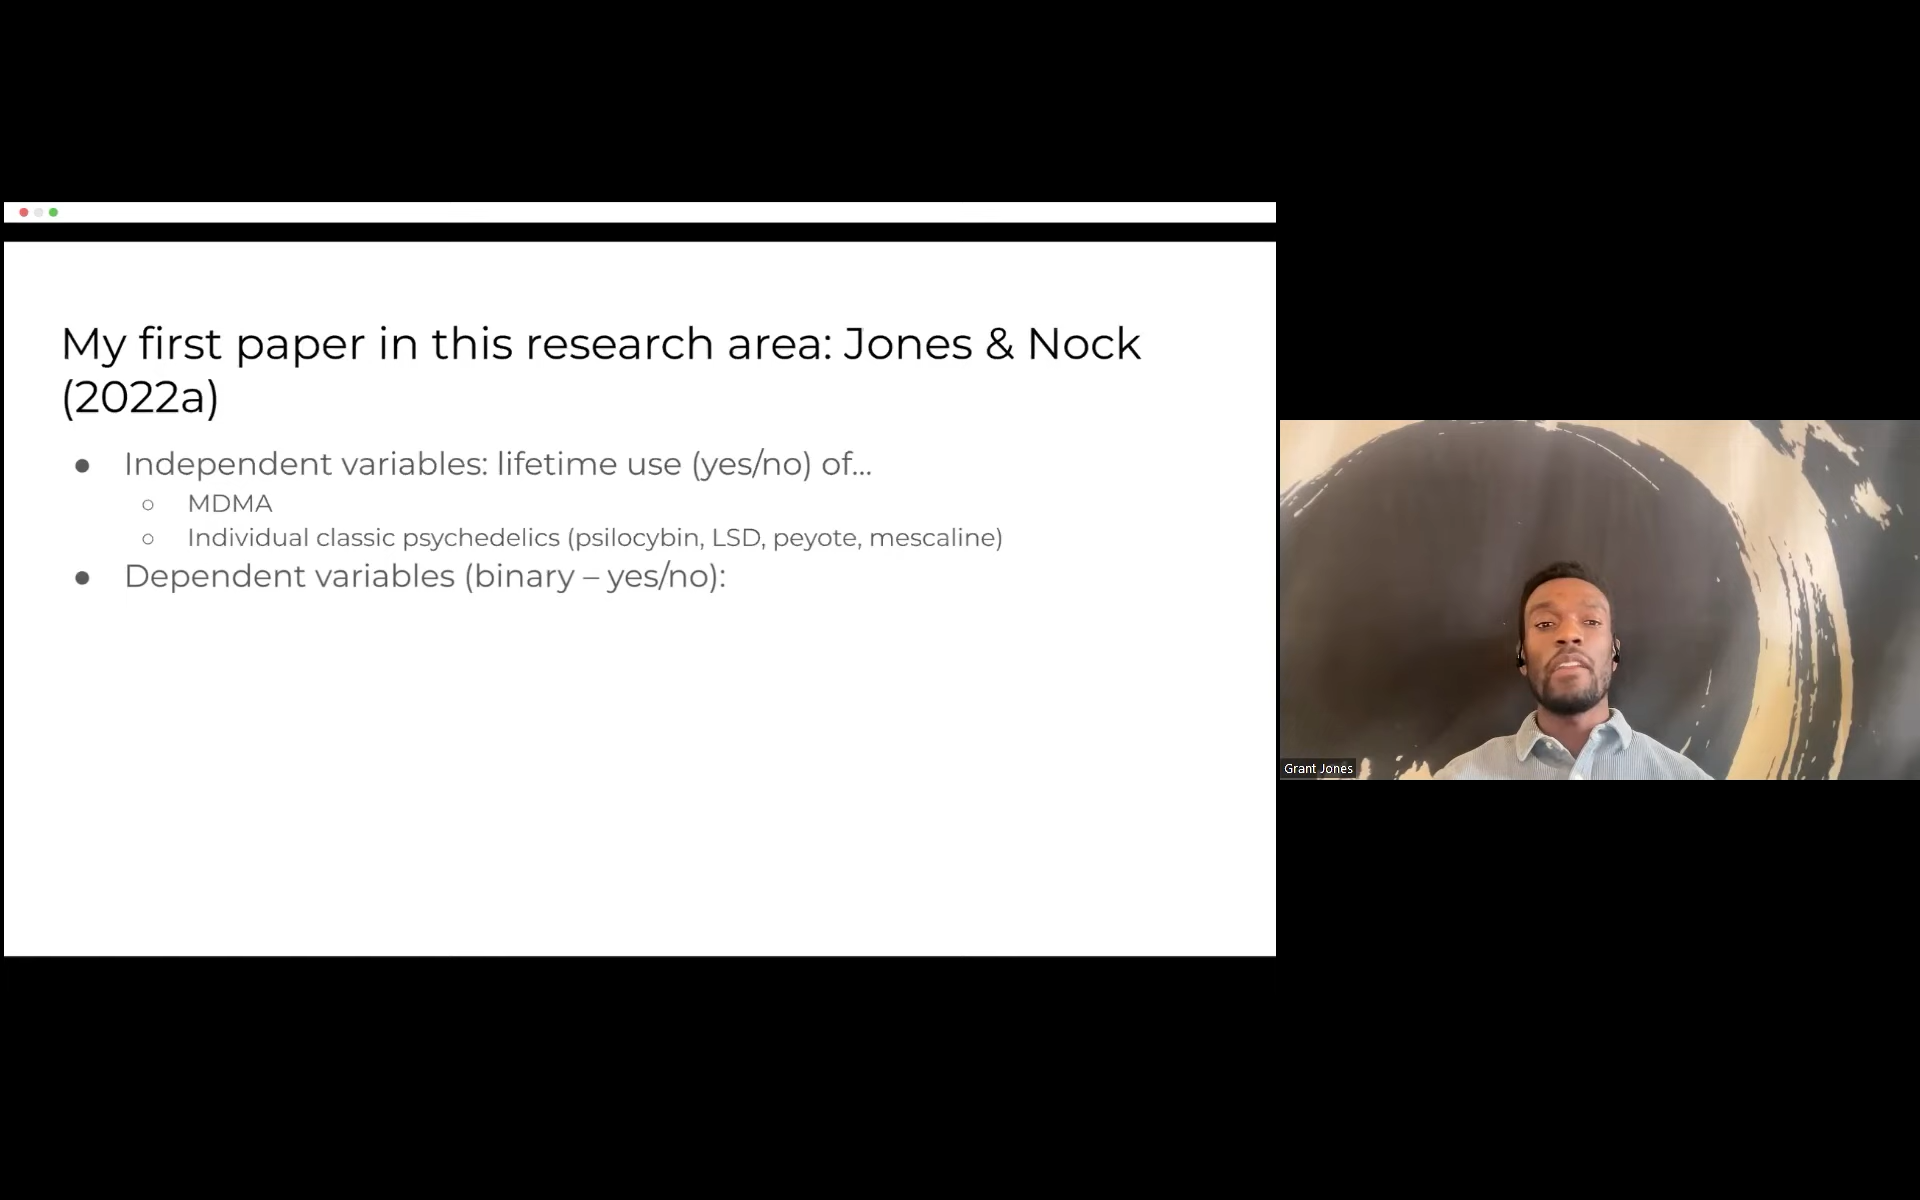 My first paper in this research area: Jones & Nock
(2022a)
● Independent variables: lifetime use (yes/no) of...
○ MDMA
○ Individual classic psychedelics (psilocybin, LSD, peyote, mescaline)
● Dependent variables (binary – yes/no):
Grant Jones